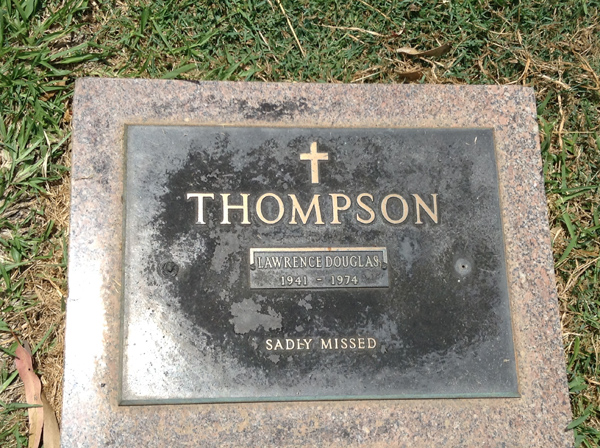 THOMPSON
LAWRENCE DOUGLAS
1941 - 1974
SADLY MISSED